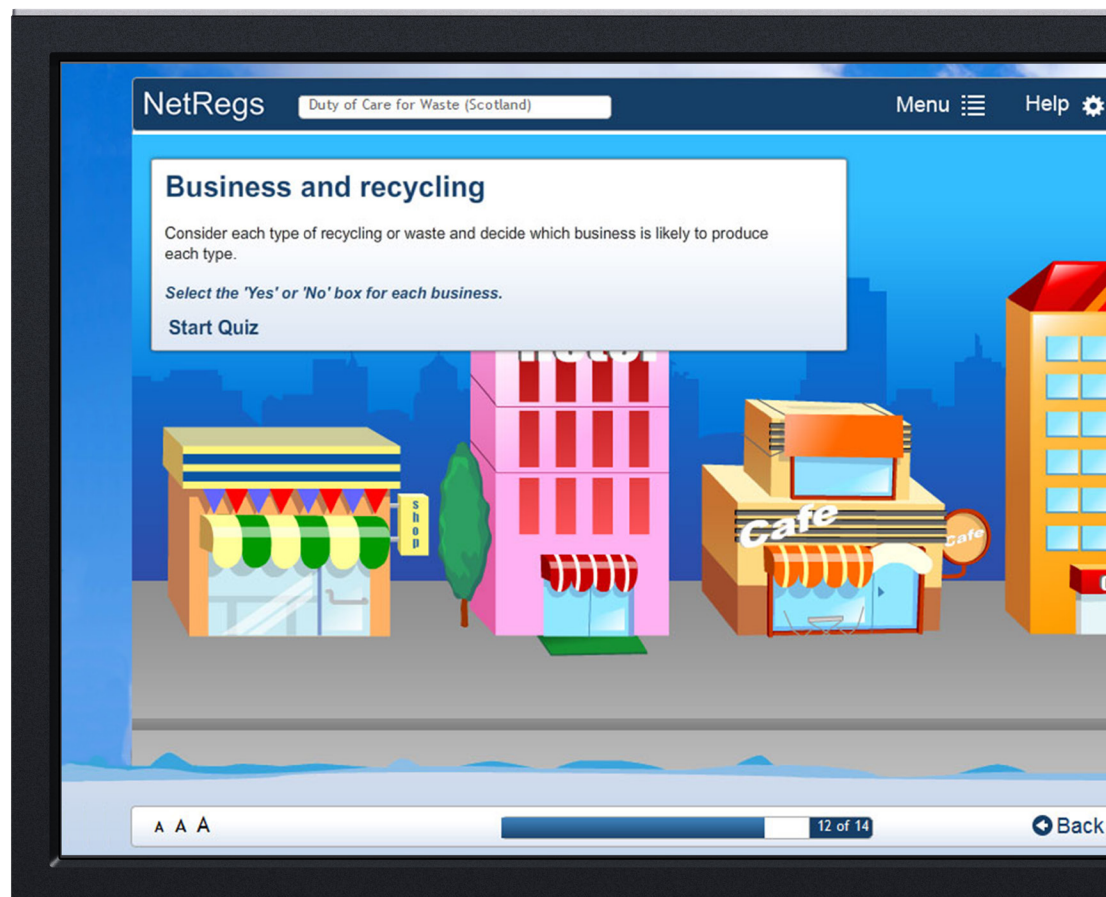 NetRegs
Duty of Care for Waste (Scotland)
Menu
Help
Business and recycling
Consider each type of recycling or waste and decide which business is likely to produce
each type.
Select the 'Yes' or 'No' box for each business.
Start Quiz
shop
Cafe
Cafe
A A A
12 of 14
Back